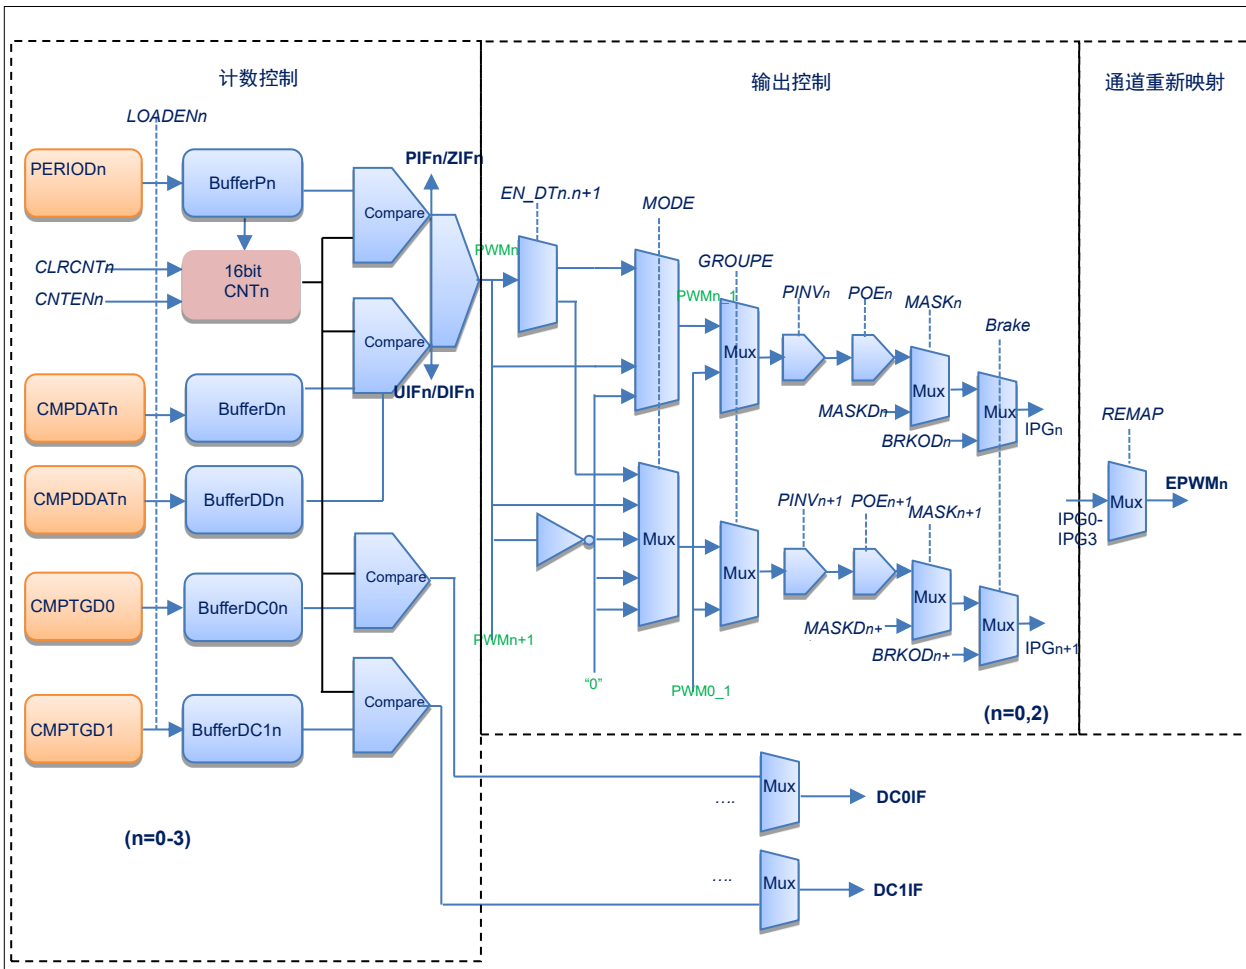 计数控制
输出控制
通道重新映射
LOADENn
PERIODn
BufferPn
Compare
PIFn/ZIFn
CLRCNTn
CNTENn
16bit
CNTn
Compare
UIFn/DIFn
CMPDATn
BufferDn
CMPDDATn
BufferDDn
CMPTGD0
BufferDC0n
Compare
CMPTGD1
BufferDC1n
Compare
(n=0-3)
PWMn
EN_DTn.n+1
MODE
GROUPE
PWMn_1
Mux
PINVn
POEn
MASKn
Mux
MASKDn
Brake
Mux
BRKODn
IPGn
PWMn+1
"0"
Mux
PWM0_1
Mux
PINVn+1
POEn+1
MASKn+1
Mux
MASKDn+
BRKODn+
Mux
IPGn+1
(n=0,2)
REMAP
Mux
IPG0-
IPG3
EPWMn
....
Mux
DC0IF
....
Mux
DC1IF